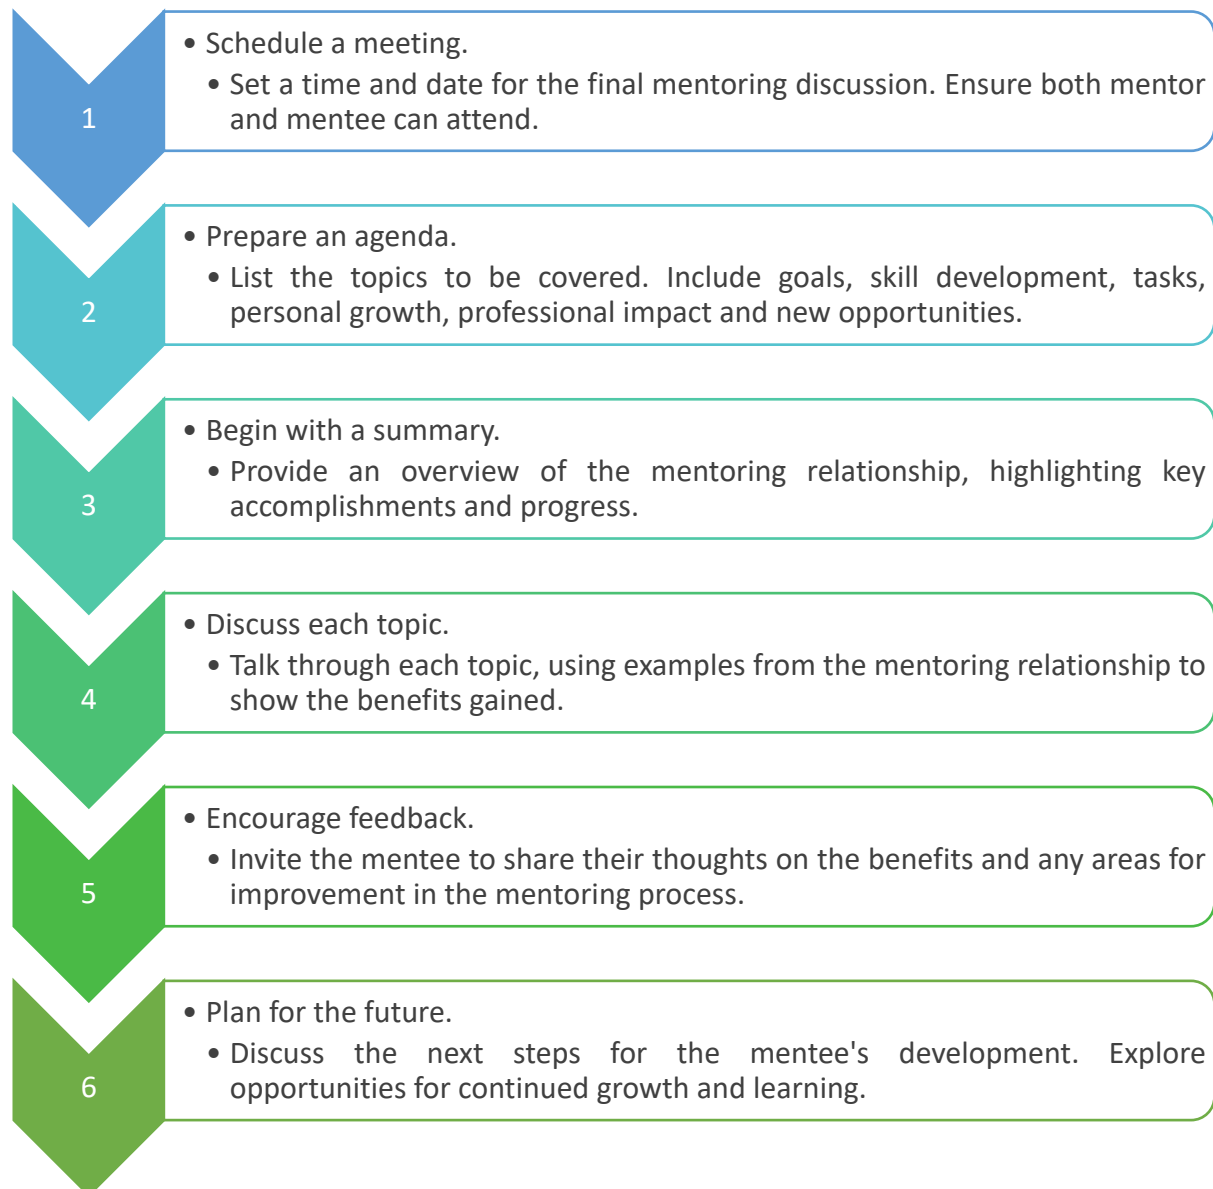 1
• Schedule a meeting.
• Set a time and date for the final mentoring discussion. Ensure both mentor
and mentee can attend.
2
• Prepare an agenda.
• List the topics to be covered. Include goals, skill development, tasks,
personal growth, professional impact and new opportunities.
3
• Begin with a summary.
• Provide an overview of the mentoring relationship, highlighting key
accomplishments and progress.
4
• Discuss each topic.
• Talk through each topic, using examples from the mentoring relationship to
show the benefits gained.
5
• Encourage feedback.
• Invite the mentee to share their thoughts on the benefits and any areas for
improvement in the mentoring process.
6
• Plan for the future.
• Discuss the next steps for the mentee's development. Explore
opportunities for continued growth and learning.